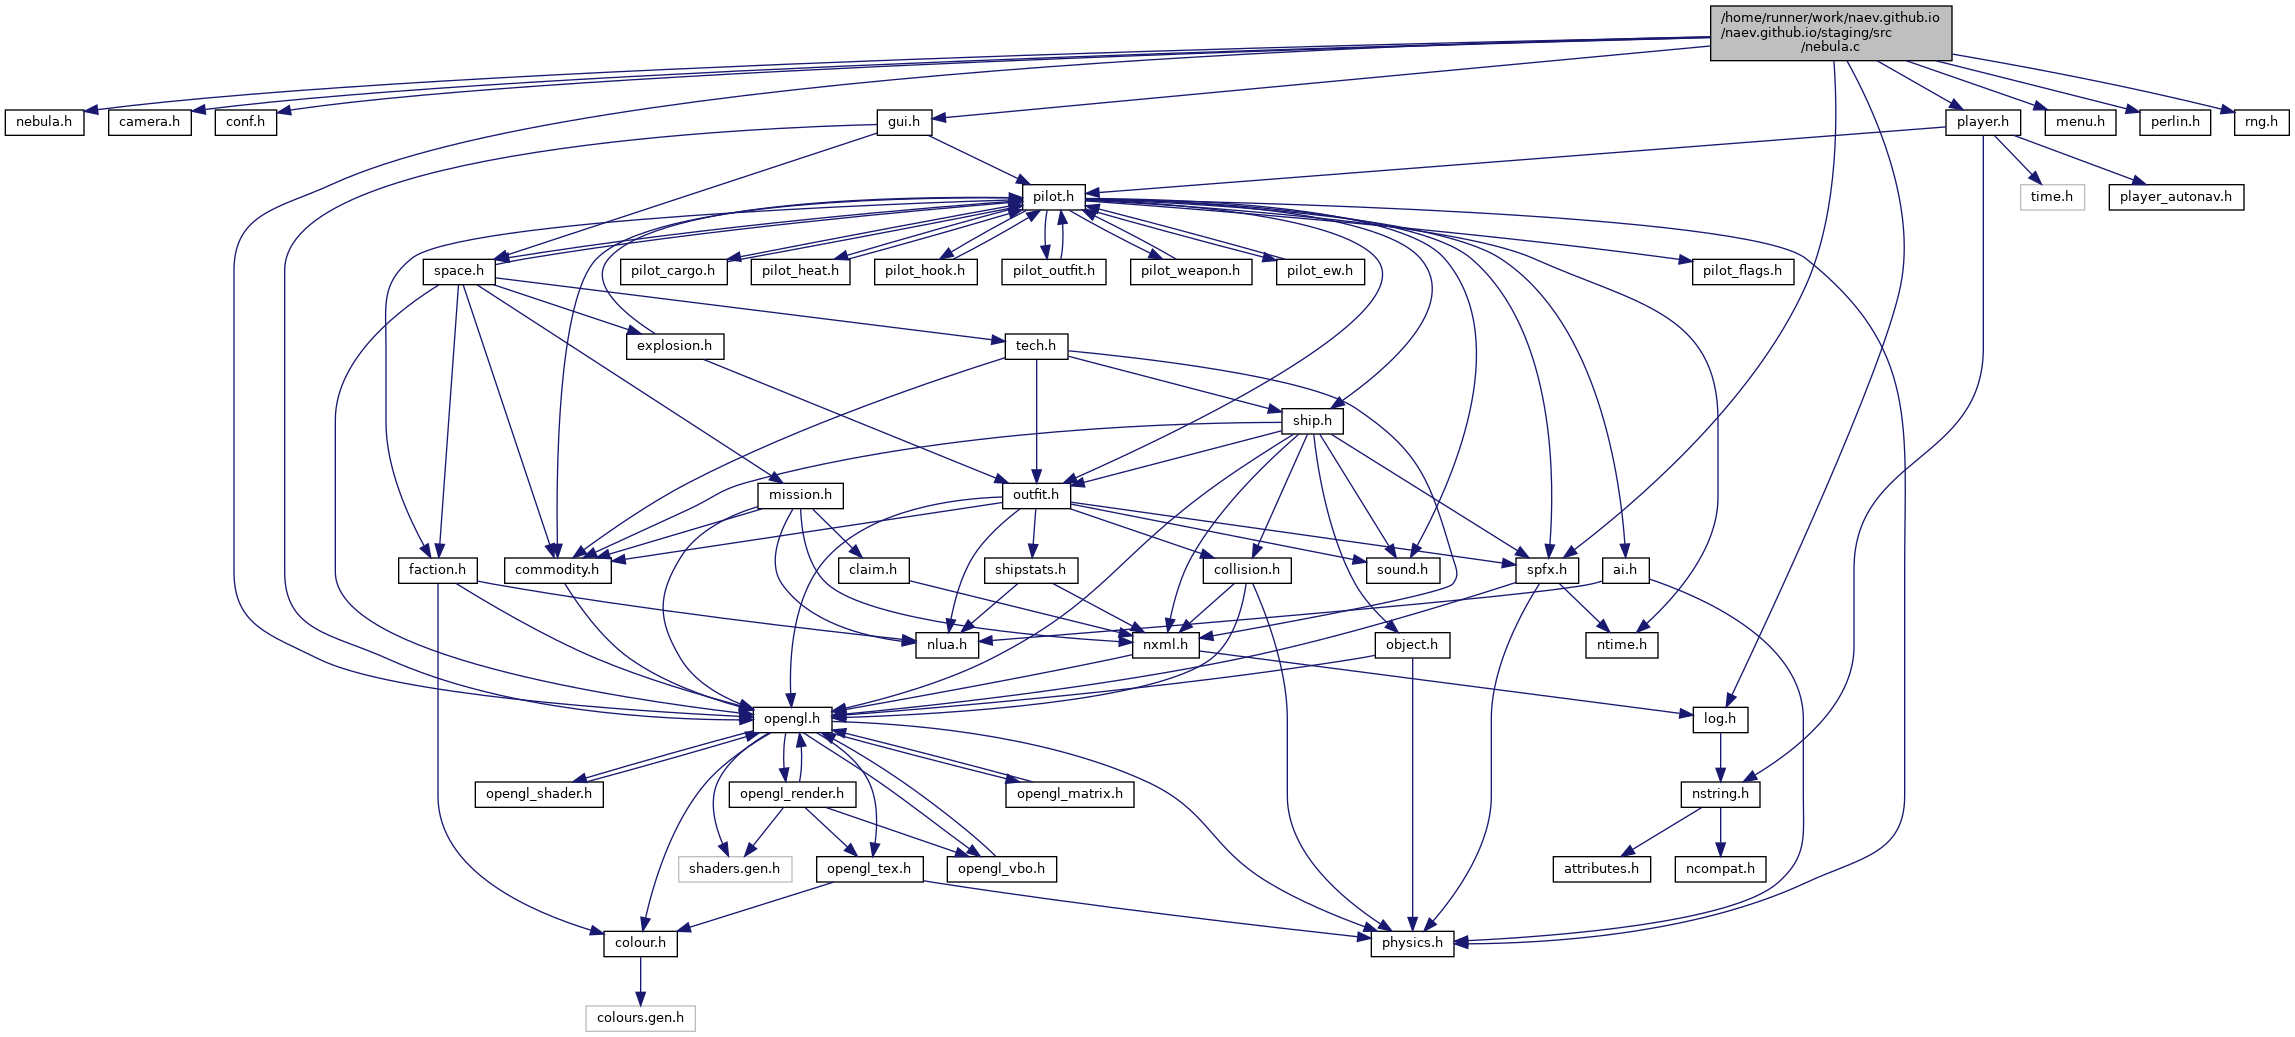 /home/runner/work/naev.github.io
/naev.github.io/staging/src
/nebula.c
nebula.h
camera.h
conf.h
gui.h
player.h
menu.h
perlin.h
rng.h
pilot.h
time.h
player_autonav.h
space.h
pilot_cargo.h
pilot_heat.h
pilot_hook.h
pilot_outfit.h
pilot_weapon.h
pilot_ew.h
pilot_flags.h
explosion.h
tech.h
ship.h
mission.h
outfit.h
faction.h
commodity.h
claim.h
shipstats.h
collision.h
sound.h
spfx.h
ai.h
nlua.h
nxml.h
object.h
ntime.h
opengl.h
log.h
opengl_shader.h
opengl_render.h
opengl_matrix.h
nstring.h
shaders.gen.h
opengl_tex.h
opengl_vbo.h
attributes.h
ncompat.h
colour.h
physics.h
colours.gen.h